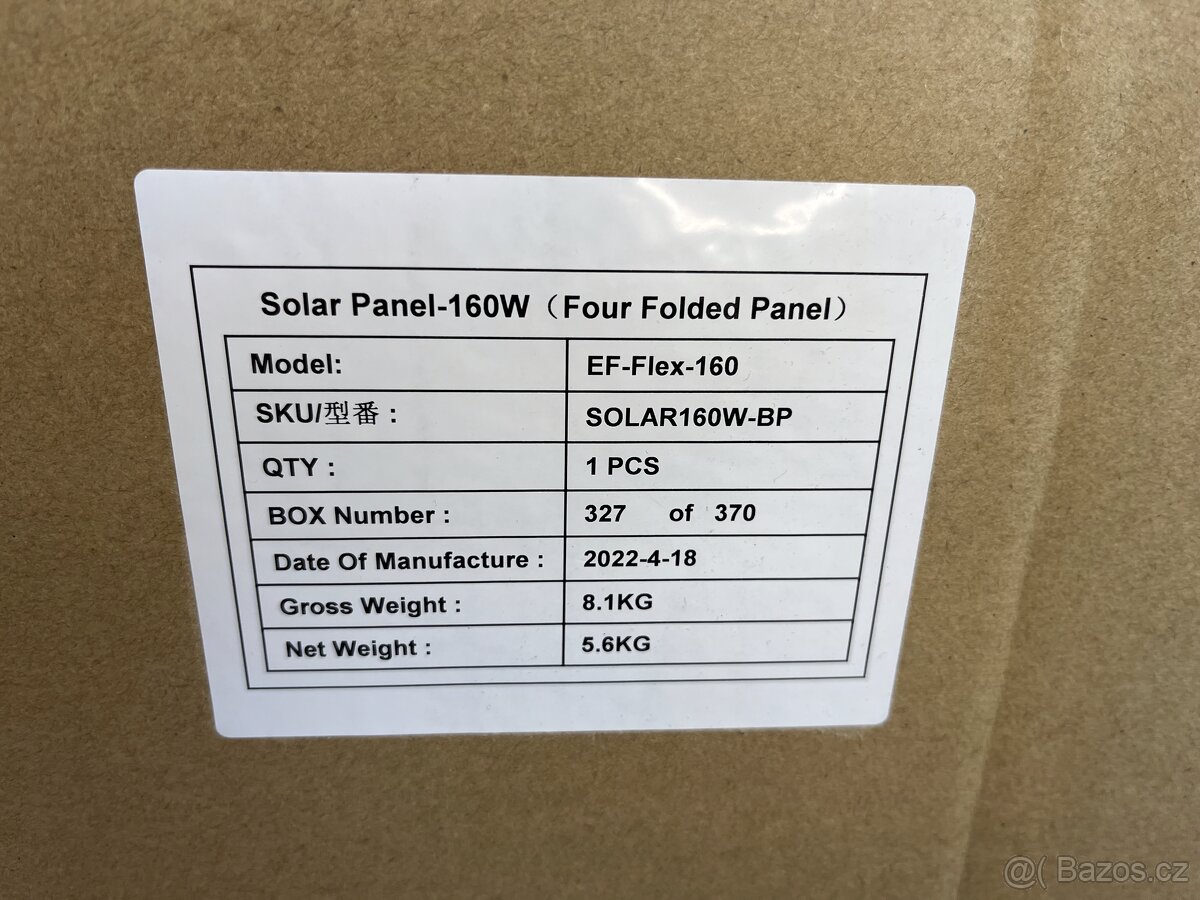 Solar Panel-160W（Four Folded Panel）
Model: EF-Flex-160
SKU/型番 : SOLAR160W-BP
QTY : 1 PCS
BOX Number : 327 of 370
Date Of Manufacture : 2022-4-18
Gross Weight : 8.1KG
Net Weight : 5.6KG
@( Bazos.cz